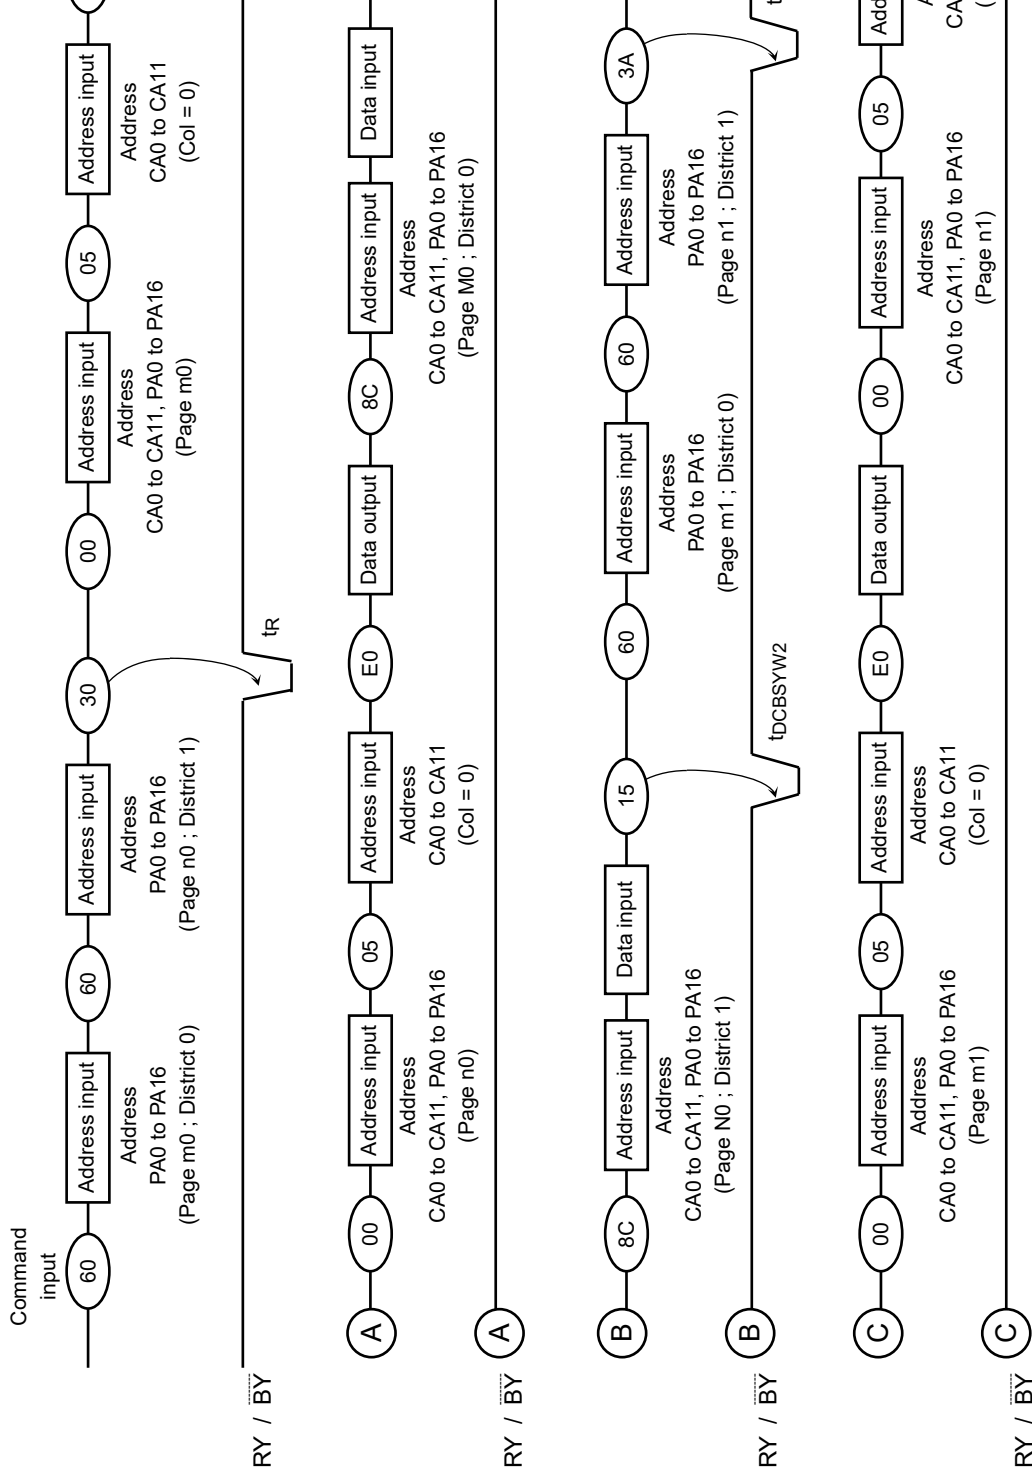 Command
input
60
Address input
Address
PA0 to PA16
(Page m0 ; District 0)
60
Address input
Address
PA0 to PA16
(Page n0 ; District 1)
30
00
Address input
Address
CA0 to CA11, PA0 to PA16
(Page m0)
05
Address input
Address
CA0 to CA11
(Col = 0)
RY / BY
tR
A
00
Address input
Address
CA0 to CA11, PA0 to PA16
(Page n0)
05
Address input
Address
CA0 to CA11
(Col = 0)
E0
Data output
8C
Address input
Address
CA0 to CA11, PA0 to PA16
(Page M0 ; District 0)
Data input
RY / BY
A
B
8C
Address input
Address
CA0 to CA11, PA0 to PA16
(Page N0 ; District 1)
Data input
15
60
Address input
Address
PA0 to PA16
(Page m1 ; District 0)
60
Address input
Address
PA0 to PA16
(Page n1 ; District 1)
3A
RY / BY
B
tDCBSYW2
C
00
Address input
Address
CA0 to CA11, PA0 to PA16
(Page m1)
05
Address input
Address
CA0 to CA11
(Col = 0)
E0
Data output
00
Address input
Address
CA0 to CA11, PA0 to PA16
(Page n1)
05
RY / BY
C